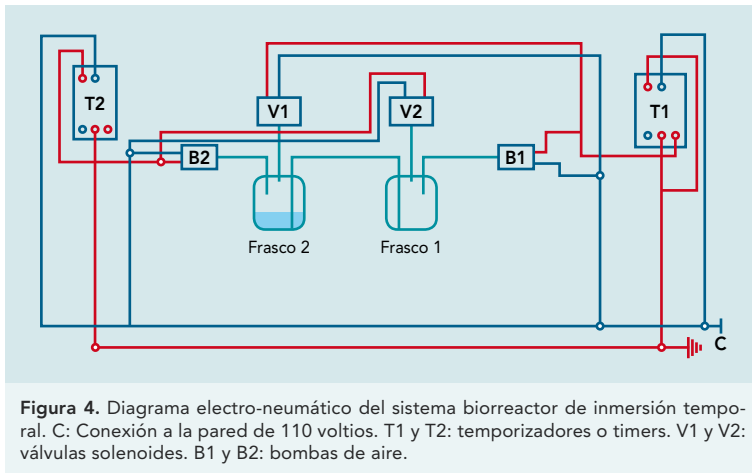 T2
V1
V2
T1
B2
B1
Frasco 2
Frasco 1
C
Figura 4. Diagrama electro-neumático del sistema biorreactor de inmersión tempo-
ral. C: Conexión a la pared de 110 voltios. T1 y T2: temporizadores o timers. V1 y V2:
válvulas solenoides. B1 y B2: bombas de aire.